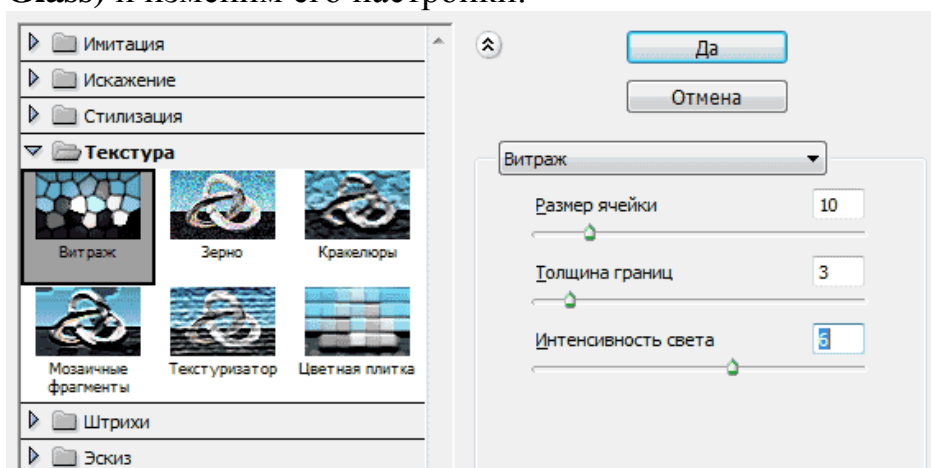 Glass) и изменим его настройки:
Имитация
Искажение
Стилизация
Текстура
Витраж
Зерно
Кракелюры
Мозаичные
фрагменты
Текстуризатор
Цветная плитка
Штрихи
Эскиз
Да
Отмена
Витраж
Размер ячейки 10
Толщина границ 3
Интенсивность света 6